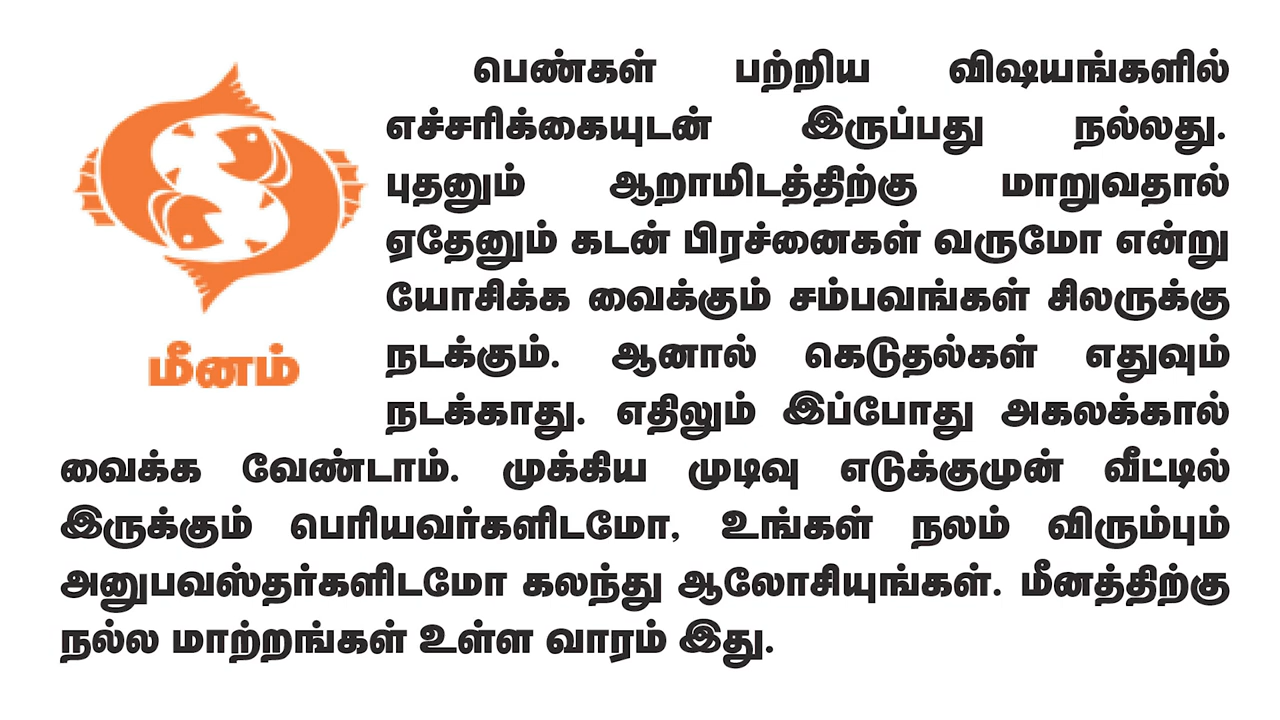 பெண்கள் பற்றிய விஷயங்களில்
எச்சரிக்கையுடன் இருப்பது நல்லது.
புதனும் ஆறாமிடத்திற்கு மாறுவதால்
ஏதேனும் கடன் பிரச்னைகள் வருமோ என்று
யோசிக்க வைக்கும் சம்பவங்கள் சிலருக்கு
நடக்கும். ஆனால் கெடுதல்கள் எதுவும்
நடக்காது. எதிலும் இப்போது அகலக்கால்
வைக்க வேண்டாம். முக்கிய முடிவு எடுக்குமுன் வீட்டில்
இருக்கும் பெரியவர்களிடமோ, உங்கள் நலம் விரும்பும்
அனுபவஸ்தர்களிடமோ கலந்து ஆலோசியுங்கள். மீனத்திற்கு
நல்ல மாற்றங்கள் உள்ள வாரம் இது.
மீனம்